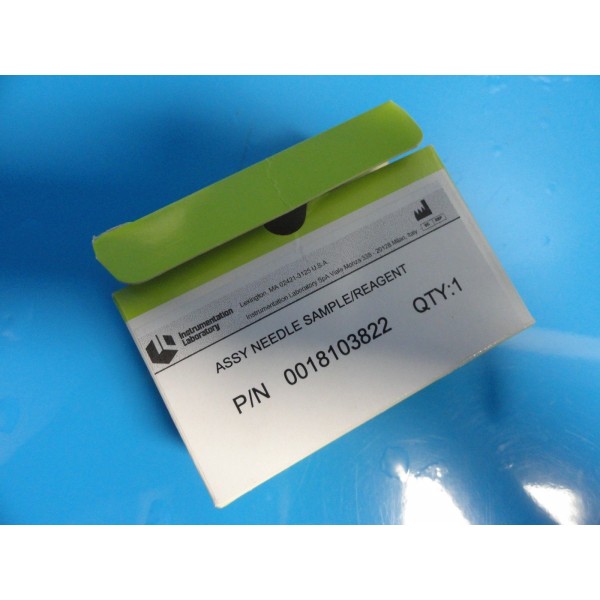 Instrumentation
Laboratory
Lexington, MA 02421-3125 U.S.A.
Instrumentation Laboratory SpA Viale Monza 338 - 20128 Milan, Italy
ASSY NEEDLE SAMPLE/REAGENT
P/N 0018103822 QTY:1